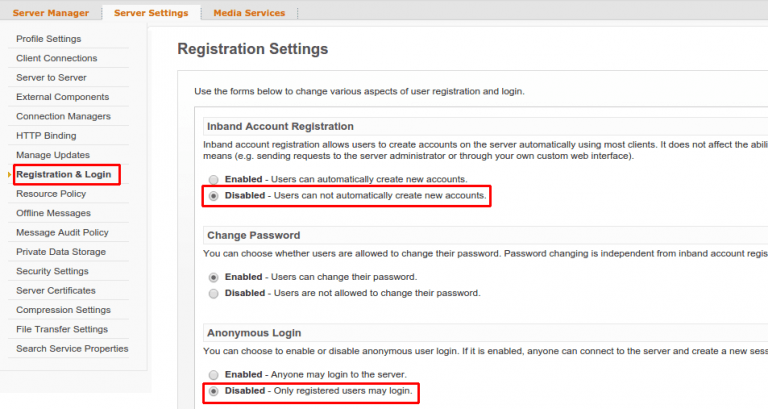 Server Manager Server Settings Media Services
Profile Settings
Client Connections
Server to Server
External Components
Connection Managers
HTTP Binding
Manage Updates
Registration & Login
Resource Policy
Offline Messages
Message Audit Policy
Private Data Storage
Security Settings
Server Certificates
Compression Settings
File Transfer Settings
Search Service Properties
Registration Settings
Use the forms below to change various aspects of user registration and login.
Inband Account Registration
Inband account registration allows users to create accounts on the server automatically using most clients. It does not affect the abili
means (e.g. sending requests to the server administrator or through your own custom web interface).
Enabled - Users can automatically create new accounts.
Disabled - Users can not automatically create new accounts.
Change Password
You can choose whether users are allowed to change their password. Password changing is independent from inband account regis
Enabled - Users can change their password.
Disabled - Users are not allowed to change their password.
Anonymous Login
You can choose to enable or disable anonymous user login. If it is enabled, anyone can connect to the server and create a new sess
Enabled - Anyone may login to the server.
Disabled - Only registered users may login.